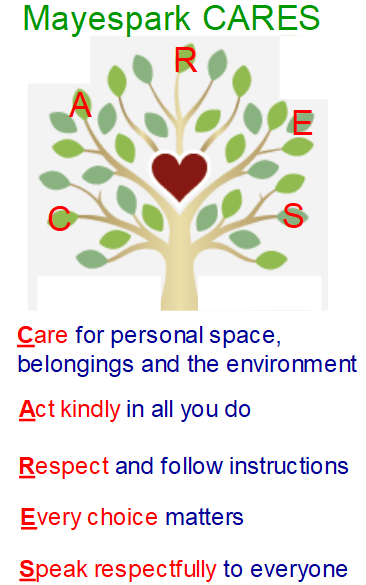 Mayespark CARES
R
A
E
C
S
Care for personal space,
belongings and the environment
Act kindly in all you do
Respect and follow instructions
Every choice matters
Speak respectfully to everyone